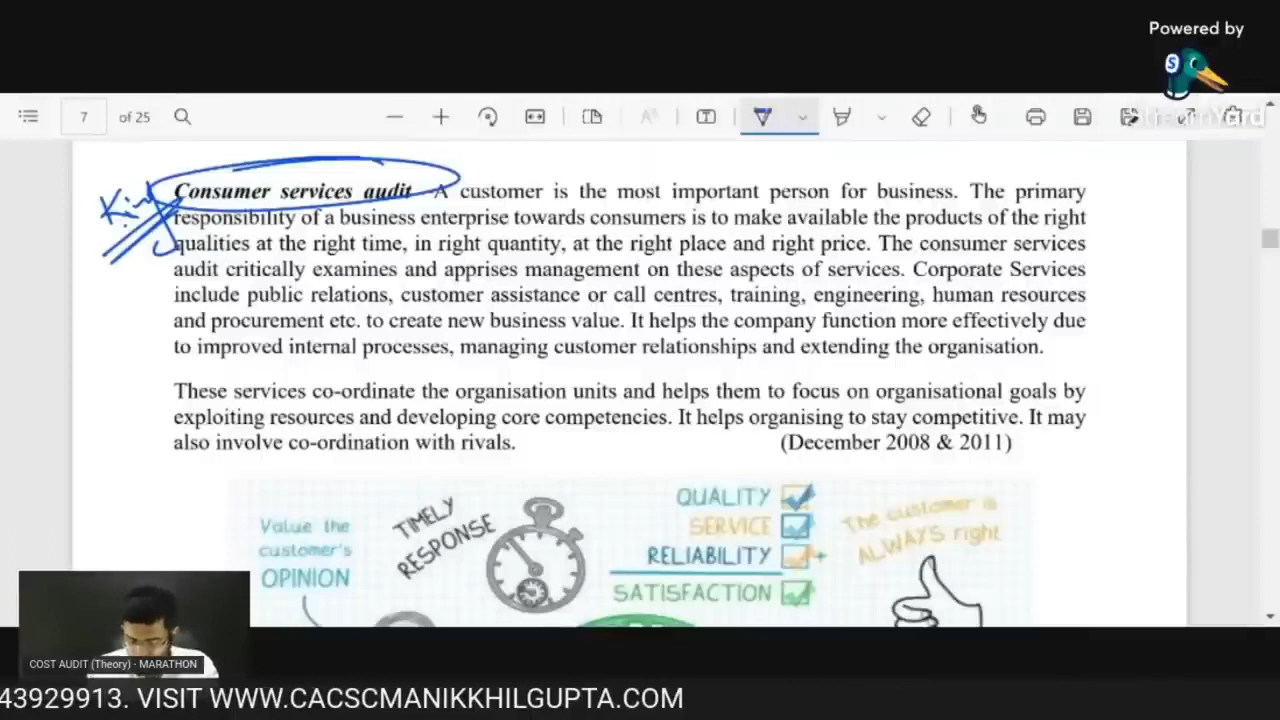 Powered by
S
7 of 25
StreamYard
Consumer services audit A customer is the most important person for business. The primary
responsibility of a business enterprise towards consumers is to make available the products of the right
qualities at the right time, in right quantity, at the right place and right price. The consumer services
audit critically examines and apprises management on these aspects of services. Corporate Services
include public relations, customer assistance or call centres, training, engineering, human resources
and procurement etc. to create new business value. It helps the company function more effectively due
to improved internal processes, managing customer relationships and extending the organisation.
These services co-ordinate the organisation units and helps them to focus on organisational goals by
exploiting resources and developing core competencies. It helps organising to stay competitive. It may
also involve co-ordination with rivals. (December 2008 & 2011)
Value the
customer's
OPINION
TIMELY
RESPONSE
QUALITY
SERVICE
RELIABILITY
SATISFACTION
The customer is
ALWAYS right
COST AUDIT (Theory) - MARATHON
43929913. VISIT WWW.CACSCMANIKKHILGUPTA.COM